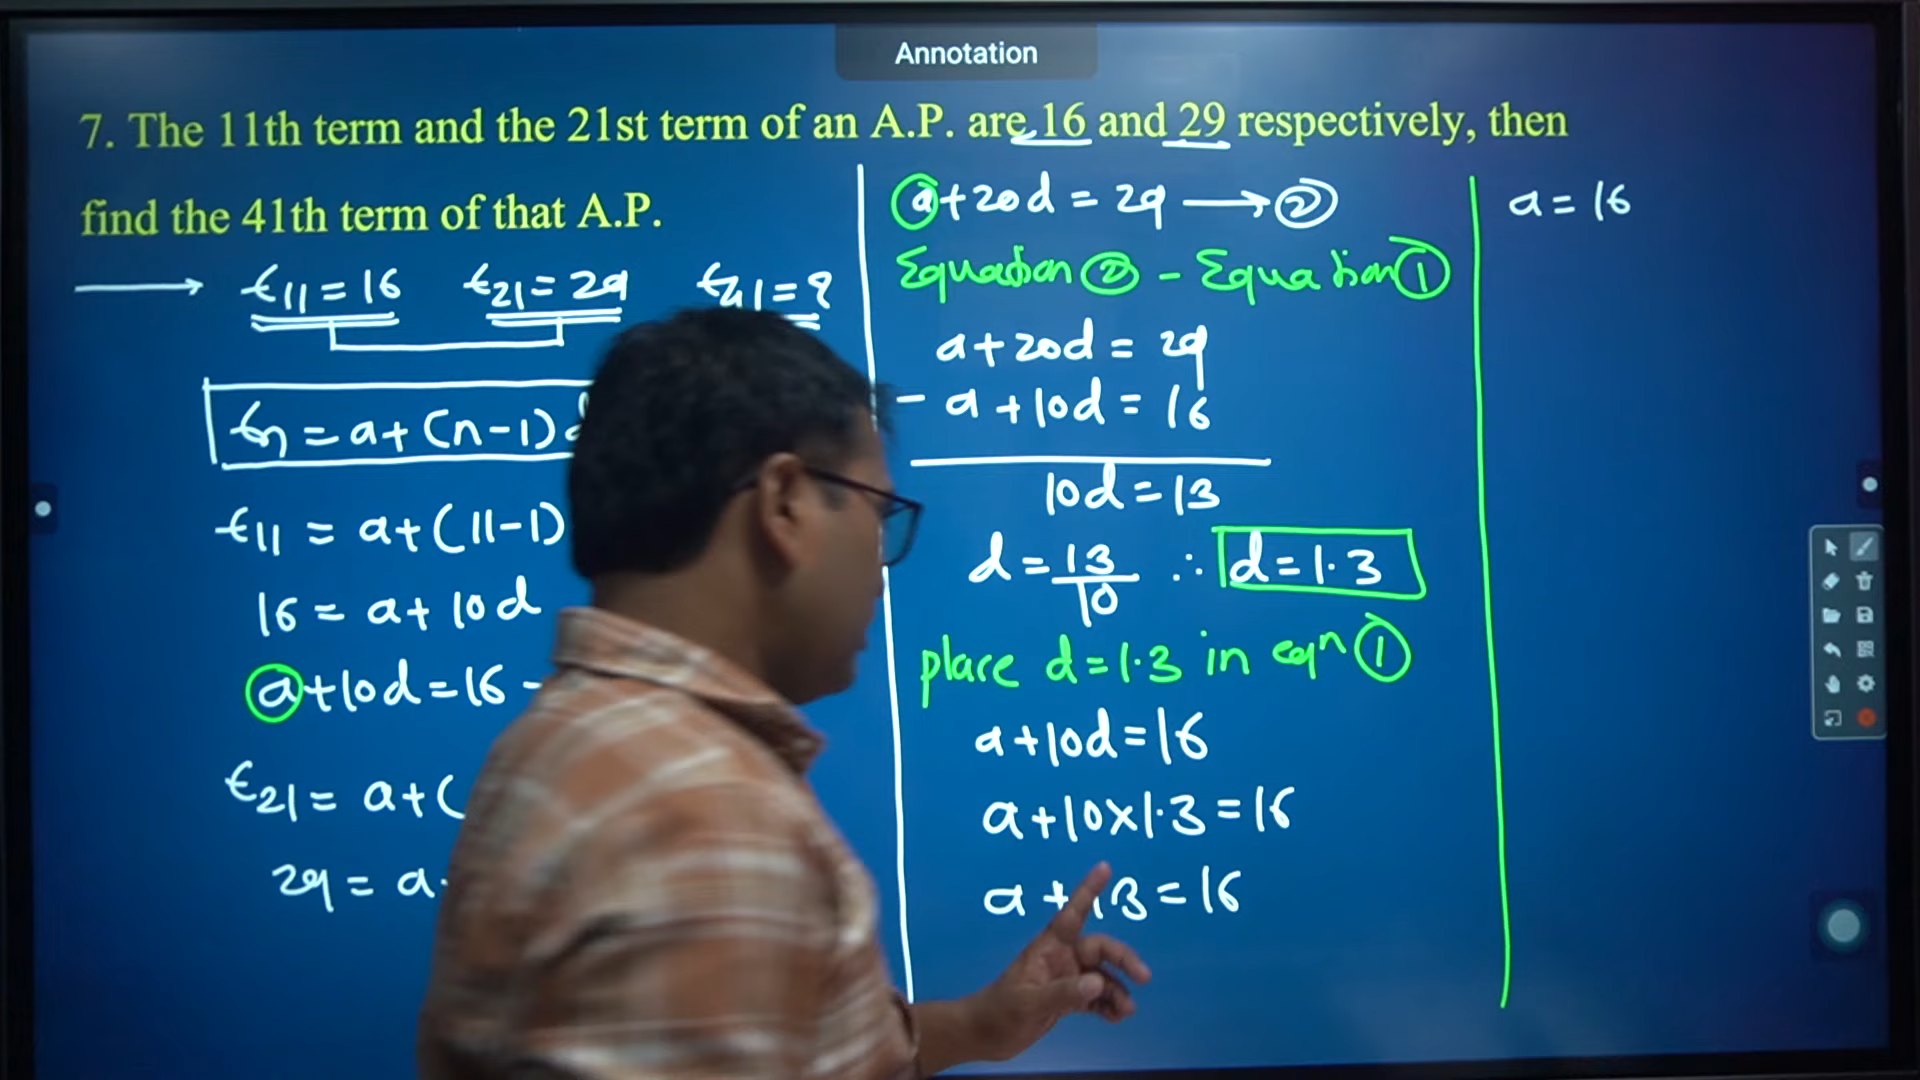 Annotation
7. The 11th term and the 21st term of an A.P. are 16 and 29 respectively, then
find the 41th term of that A.P.
→ t11 = 16 t21 = 29 t41 = ?
tn = a+(n-1)d
t11 = a+(11-1)
16 = a+10d
a+10d=16 -
t21 = a+(
29 = a
a+20d = 29 → ②
Equation ② - Equation ①
a+20d = 29
- a+10d = 16
10d = 13
d = 13/10 ∴ d = 1.3
place d=1.3 in eqn ①
a+10d=16
a+10×1.3=16
a+13=16
a = 16